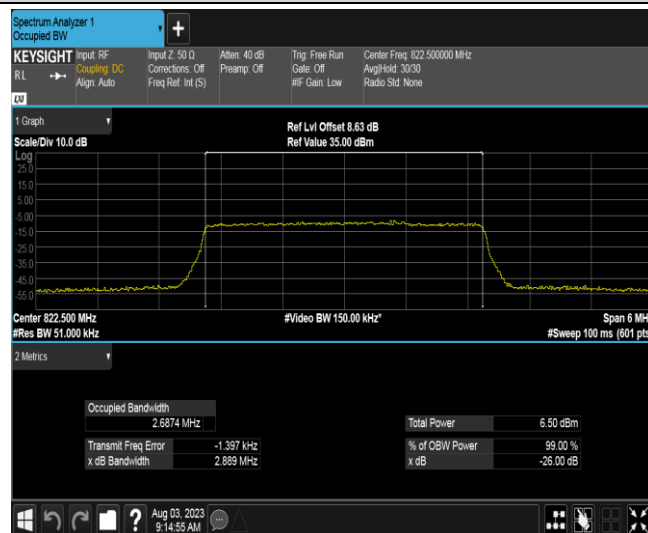 Spectrum Analyzer 1
Occupied BW
+
KEYSIGHT
RL
LXI
Input: RF
Coupling: DC
Align: Auto
Input Z: 50 Ω
Corrections: Off
Freq Ref: Int (S)
Atten: 40 dB
Preamp: Off
Trig: Free Run
Gate: Off
#IF Gain: Low
Center Freq: 822.500000 MHz
Avg|Hold: 30/30
Radio Std: None
1 Graph
Scale/Div 10.0 dB
Ref Lvl Offset 8.63 dB
Ref Value 35.00 dBm
Log
25.0
15.0
5.00
-5.00
-15.0
-25.0
-35.0
-45.0
-55.0
Center 822.500 MHz
#Res BW 51.000 kHz
#Video BW 150.00 kHz*
Span 6 MH
#Sweep 100 ms (601 pts
2 Metrics
Occupied Bandwidth
2.6874 MHz
Transmit Freq Error -1.397 kHz
x dB Bandwidth 2.889 MHz
Total Power 6.50 dBm
% of OBW Power 99.00 %
x dB -26.00 dB
?
Aug 03, 2023
9:14:55 AM